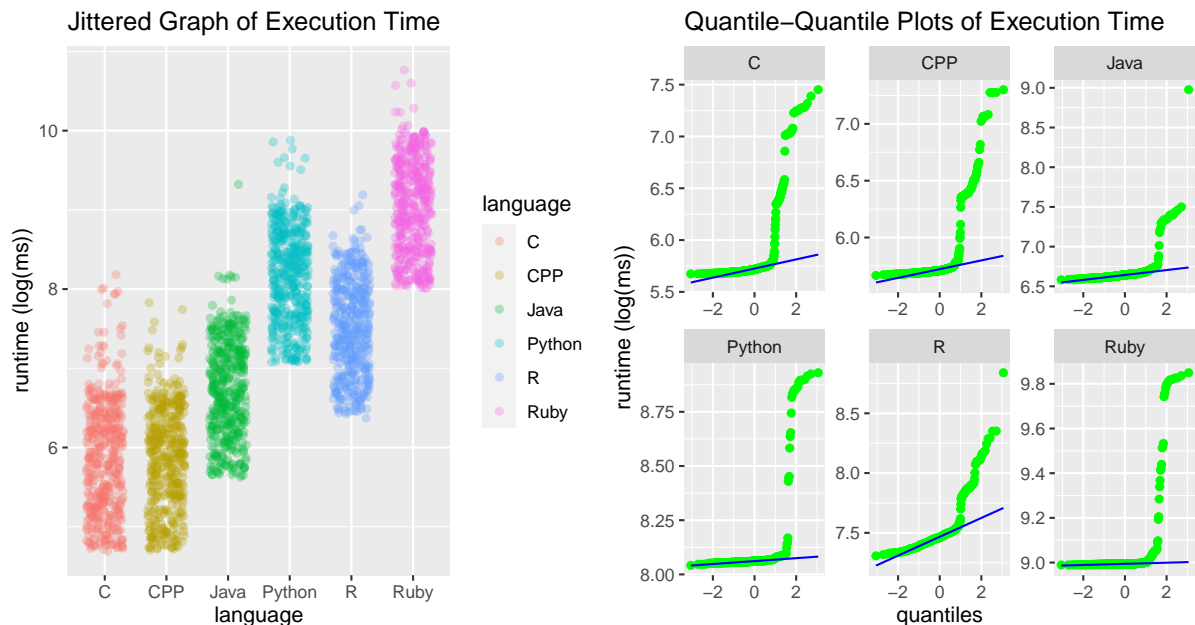 Jittered Graph of Execution Time
runtime (log(ms))
10
8
6
C CPP Java Python R Ruby
language
language
C
CPP
Java
Python
R
Ruby
Quantile−Quantile Plots of Execution Time
runtime (log(ms))
C
7.5
7.0
6.5
6.0
5.5
−2 0 2
CPP
7.0
6.5
6.0
−2 0 2
Java
9.0
8.5
8.0
7.5
7.0
6.5
−2 0 2
Python
8.75
8.50
8.25
8.00
−2 0 2
R
8.5
8.0
7.5
−2 0 2
Ruby
9.8
9.6
9.4
9.2
9.0
−2 0 2
quantiles